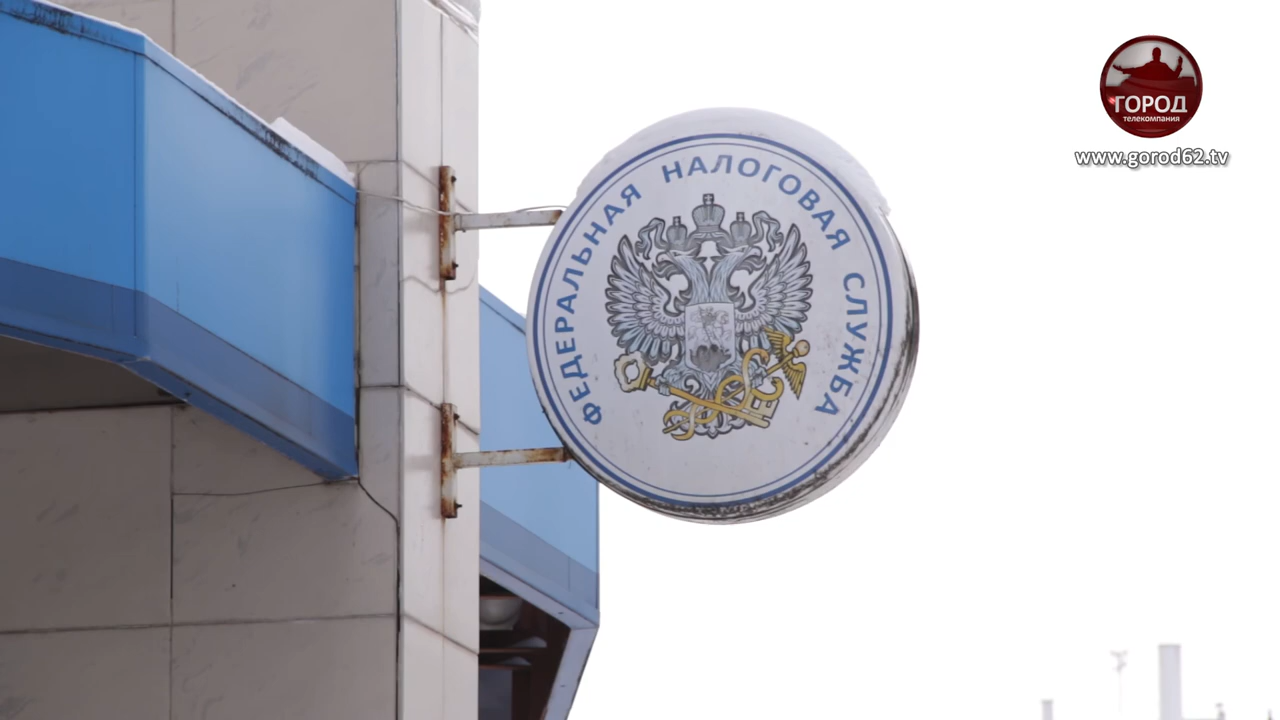 ФЕДЕРАЛЬНАЯ НАЛОГОВАЯ СЛУЖБА
ГОРОД
телекомпания
www.gorod62.tv